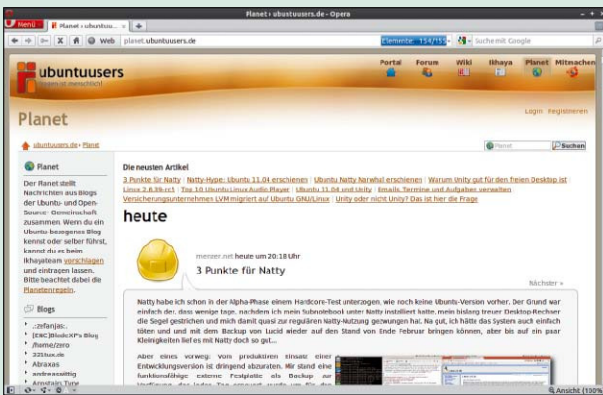 Planet › ubuntuusers.de - Opera
Menü
Planet › ubuntuu...
Web
planet.ubuntuusers.de
Elemente: 154/155
Suche mit Google
ubuntuusers
Fragen ist menschlich!
Portal Forum Wiki Ikhaya Planet Mitmachen
Login Registrieren
Planet
ubuntuusers.de › Planet
Planet
Suchen
Planet
Der Planet stellt
Nachrichten aus Blogs
der Ubuntu- und Open-
Source- Gemeinschaft
zusammen. Wenn du ein
Ubuntu-bezogenes Blog
kennst oder selber führst,
kannst du es beim
Ikhayateam vorschlagen
und eintragen lassen.
Bitte beachtet dabei die
Planetenregeln.
Blogs
.:zefanjas:.
[ENC]BladeXP's Blog
/home/zero
321tux.de
Abraxas
andreaswittig
Die neusten Artikel
3 Punkte für Natty | Natty-Hype: Ubuntu 11.04 erschienen | Ubuntu Natty Narwhal erschienen | Warum Unity gut für den freien Desktop ist |
Linux 2.6.39-rc5 | Top 10 Ubuntu Linux Audio Player | Ubuntu 11.04 und Unity | Emails, Termine und Aufgaben verwalten
Versicherungsunternehmen LVM migriert auf Ubuntu GNU/Linux | Unity oder nicht Unity? Das ist hier die Frage
heute
heute um 20:18 Uhr
3 Punkte für Natty
Nächster »
Natty habe ich schon in der Alpha-Phase einem Hardcore-Test unterzogen, wie noch keine Ubuntu-Version vorher. Der Grund war
einfach der, dass wenige tage, nachdem ich mein Subnotebook unter Natty installiert hatte, mein bislang treuer Desktop-Rechner
die Segel gestrichen und mich damit quasi zur regulären Natty-Nutzung gezwungen hat. Na gut, ich hätte das System auch einfach
töten und und mit dem Backup von Lucid wieder auf den Stand von Ende Februar bringen können, aber bis auf ein paar
Kleinigkeiten lief es mit Natty doch so gut...
Aber eines vorweg: Vom produktiven Einsatz einer
Entwicklungsversion ist dringend abzuraten. Mir stand eine
funktionsfähige externe Festplatte als Backup zur
Ansicht (100%)